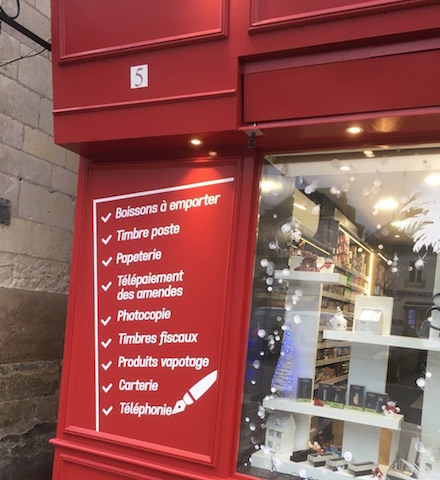 5
Boissons à emporter
Timbre poste
Papeterie
Télépaiement
des amendes
Photocopie
Timbres fiscaux
Produits vapotage
Carterie
Téléphonie